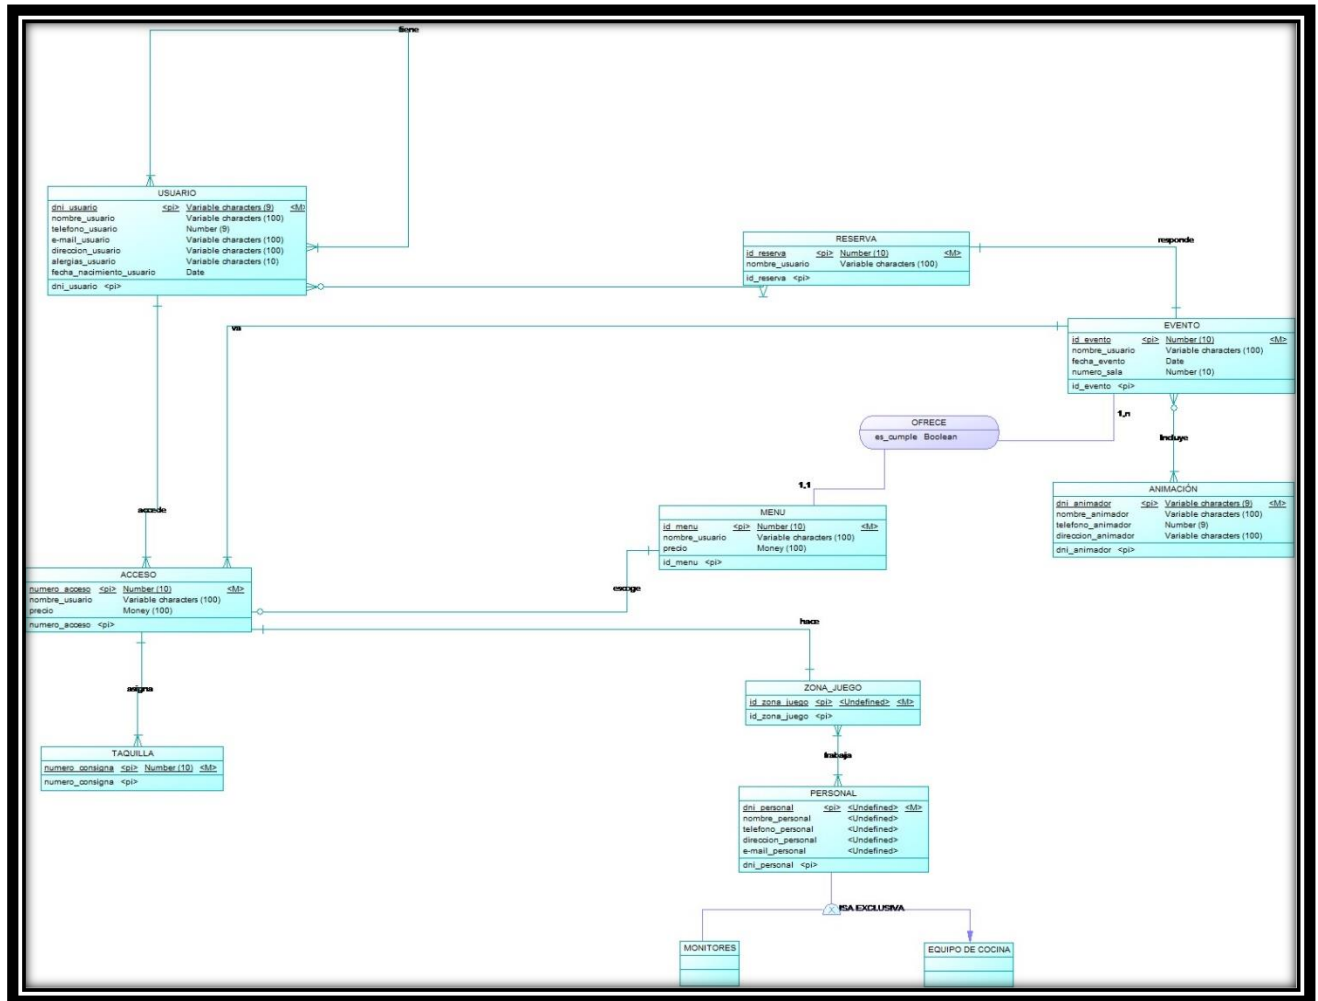 tiene
USUARIO
dni_usuario <pi> Variable characters (9) <M>
nombre_usuario Variable characters (100)
telefono_usuario Number (9)
e-mail_usuario Variable characters (100)
direccion_usuario Variable characters (100)
alergias_usuario Variable characters (10)
fecha_nacimiento_usuario Date
dni_usuario <pi>
RESERVA
id_reserva <pi> Number (10) <M>
nombre_usuario Variable characters (100)
id_reserva <pi>
responde
va
EVENTO
id_evento <pi> Number (10) <M>
nombre_usuario Variable characters (100)
fecha_evento Date
numero_sala Number (10)
id_evento <pi>
OFRECE
es_cumple Boolean
1,n
Incluye
1,1
ANIMACIÓN
dni_animador <pi> Variable characters (9) <M>
nombre_animador Variable characters (100)
telefono_animador Number (9)
direccion_animador Variable characters (100)
dni_animador <pi>
accede
MENU
id_menu <pi> Number (10) <M>
nombre_usuario Variable characters (100)
precio Money (100)
id_menu <pi>
ACCESO
numero_acceso <pi> Number (10) <M>
nombre_usuario Variable characters (100)
precio Money (100)
numero_acceso <pi>
escoge
hace
asigna
ZONA_JUEGO
id_zona_juego <pi> <Undefined> <M>
id_zona_juego <pi>
TAQUILLA
numero_consigna <pi> Number (10) <M>
numero_consigna <pi>
trabaja
PERSONAL
dni_personal <pi> <Undefined> <M>
nombre_personal <Undefined>
telefono_personal <Undefined>
direccion_personal <Undefined>
e-mail_personal <Undefined>
dni_personal <pi>
ISA EXCLUSIVA
MONITORES
EQUIPO DE COCINA